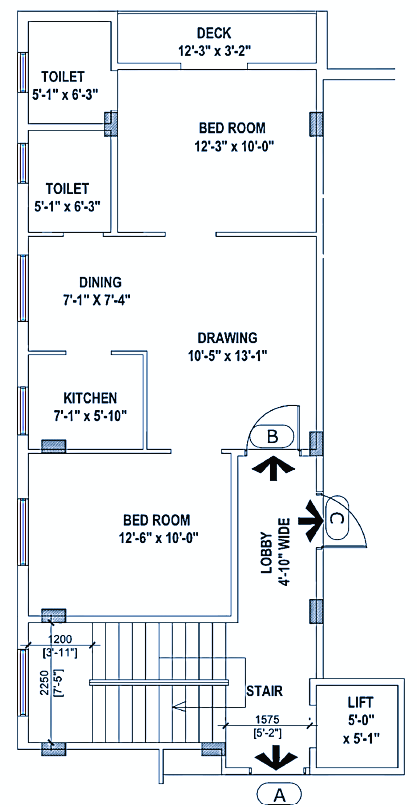 DECK
12'-3" x 3'-2"
TOILET
5'-1" x 6'-3"
BED ROOM
12'-3" x 10'-0"
TOILET
5'-1" x 6'-3"
DINING
7'-1" X 7'-4"
DRAWING
10'-5" x 13'-1"
KITCHEN
7'-1" x 5'-10"
B
C
BED ROOM
12'-6" x 10'-0"
LOBBY
4'-10" WIDE
1200
[3'-11"]
2250
[7'-5"]
STAIR
LIFT
5'-0"
x 5'-1"
1575
[5'-2"]
A